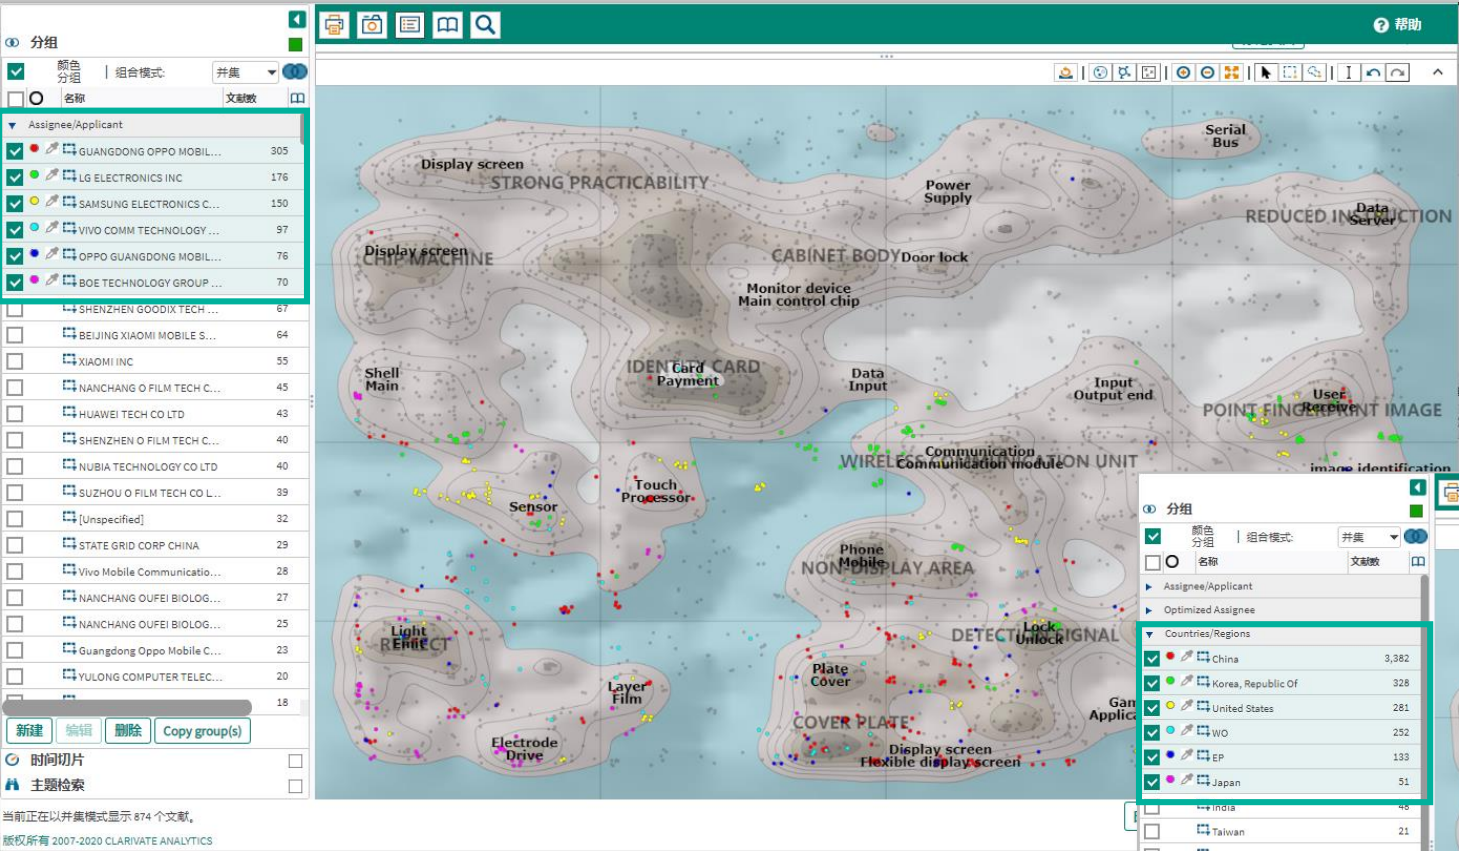 帮助
分组
颜色
分组
组合模式:
并集
名称
文献数
Assignee/Applicant
GUANGDONG OPPO MOBIL... 305
LG ELECTRONICS INC 176
SAMSUNG ELECTRONICS C... 150
VIVO COMM TECHNOLOGY ... 97
OPPO GUANGDONG MOBIL... 76
BOE TECHNOLOGY GROUP ... 70
SHENZHEN GOODIX TECH ... 67
BEIJING XIAOMI MOBILE S... 64
XIAOMI INC 55
NANCHANG O FILM TECH C... 45
HUAWEI TECH CO LTD 43
SHENZHEN O FILM TECH C... 40
NUBIA TECHNOLOGY CO LTD 40
SUZHOU O FILM TECH CO L... 39
[Unspecified] 32
STATE GRID CORP CHINA 29
Vivo Mobile Communicatio... 28
NANCHANG OUFEI BIOLOG... 27
NANCHANG OUFEI BIOLOG... 25
Guangdong Oppo Mobile C... 23
YULONG COMPUTER TELEC... 20
18
新建 编辑 删除 Copy group(s)
时间切片
主题检索
当前正在以并集模式显示 874 个文献。
版权所有 2007-2020 CLARIVATE ANALYTICS
Serial
Bus
Display screen
STRONG PRACTICABILITY
Power
Supply
REDUCED INSTRUCTION
Data
Server
Display screen
CHIP MACHINE
CABINET BODY
Door lock
Monitor device
Main control chip
IDENTITY CARD
Card
Payment
Shell
Main
Data
Input
Input
Output end
User
Receive
POINT FINGERPRINT IMAGE
Communication
Communication module
WIRELESS COMMUNICATION UNIT
image identification
Touch
Processor
Sensor
Phone
Mobile
NON-DISPLAY AREA
Light
Emit
Lock
Unlock
DETECTION SIGNAL
Plate
Cover
Layer
Film
COVER PLATE
Electrode
Drive
Display screen
Flexible display screen
分组
颜色
分组
组合模式:
并集
名称
文献数
Assignee/Applicant
Optimized Assignee
Countries/Regions
China 3,382
Korea, Republic Of 328
United States 281
WO 252
EP 133
Japan 51
India 48
Taiwan 21